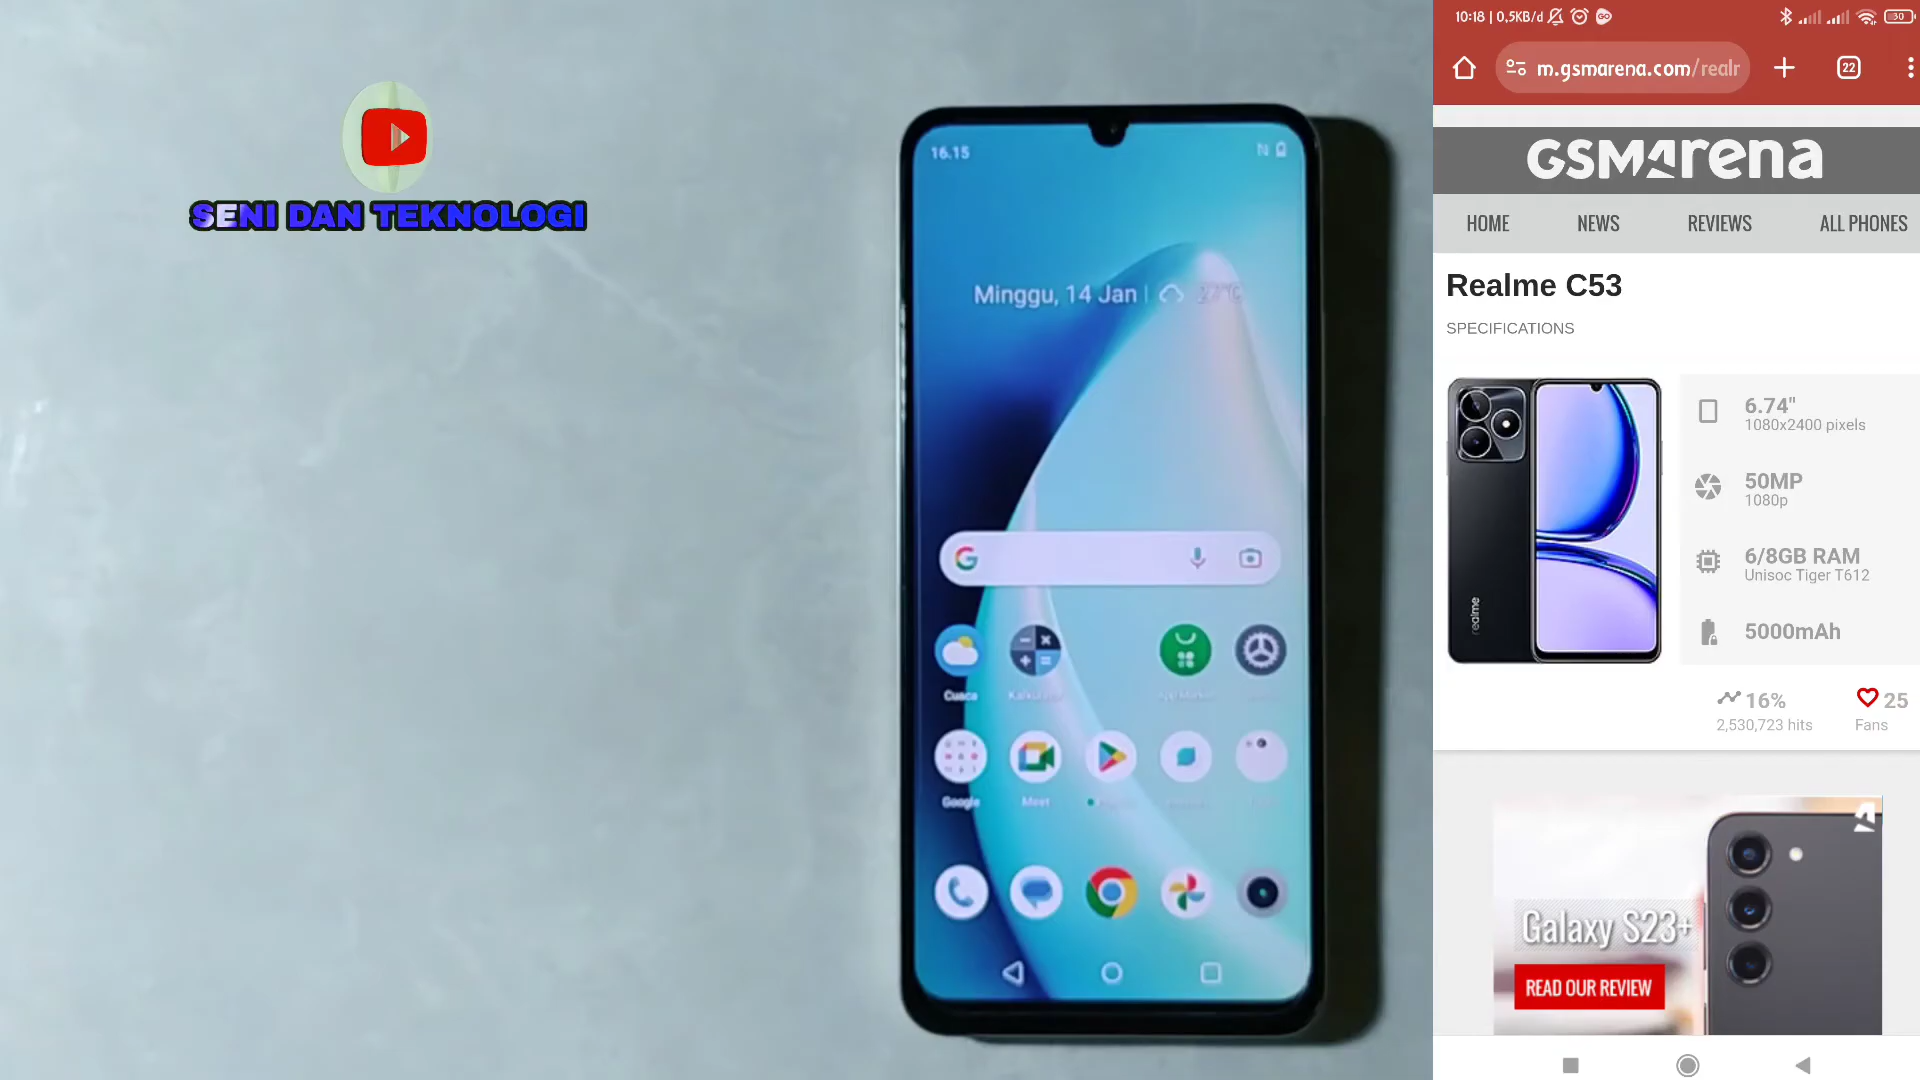 SENI DAN TEKNOLOGI
16.15
Minggu, 14 Jan
Cuaca
Google
Meet
10:18 | 0,5KB/d
30
m.gsmarena.com/realr
22
GSMArena
HOME NEWS REVIEWS ALL PHONES
Realme C53
SPECIFICATIONS
realme
6.74"
1080x2400 pixels
50MP
1080p
6/8GB RAM
Unisoc Tiger T612
5000mAh
16%
2,530,723 hits
25
Fans
Galaxy S23+
READ OUR REVIEW